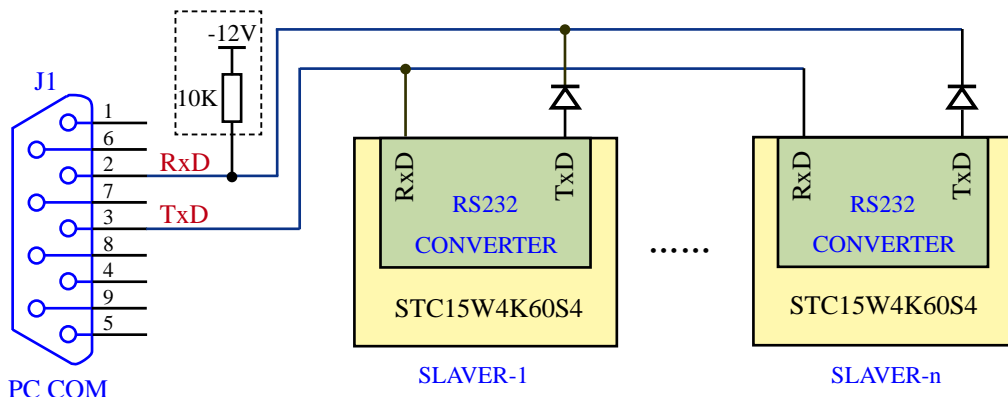 J1
-12V
10K
1
6
2
7
3
8
4
9
5
RxD
TxD
PC COM
RxD
TxD
RS232
CONVERTER
STC15W4K60S4
SLAVER-1
......
RxD
TxD
RS232
CONVERTER
STC15W4K60S4
SLAVER-n